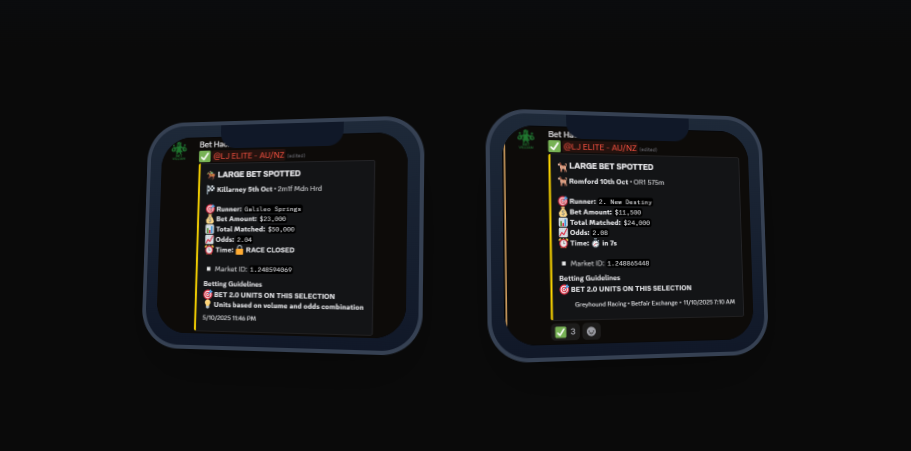 Bet
@LJ ELITE - AU/NZ (edited)
LARGE BET SPOTTED
Killarney 5th Oct • 2m1f Mdn Hrd
Runner: Galileo Springs
Bet Amount: $23,000
Total Matched: $50,000
Odds: 2.04
Time: RACE CLOSED
Market ID: 1.248594069
Betting Guidelines
BET 2.0 UNITS ON THIS SELECTION
Units based on volume and odds combination
5/10/2025 11:46 PM
Bet
@LJ ELITE - AU/NZ (edited)
LARGE BET SPOTTED
Romford 10th Oct • OR1 575m
Runner: 2. New Destiny
Bet Amount: $11,500
Total Matched: $24,000
Odds: 2.08
Time: in 7s
Market ID: 1.248865448
Betting Guidelines
BET 2.0 UNITS ON THIS SELECTION
Greyhound Racing • Betfair Exchange • 11/10/2025 7:10 AM
3